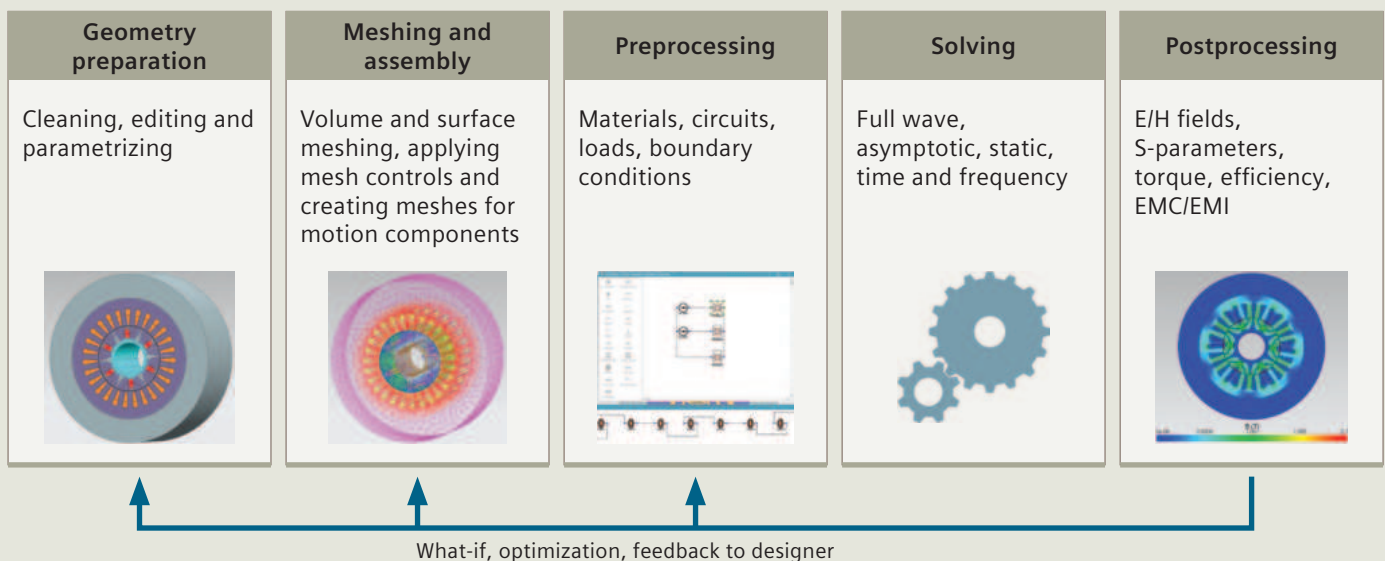 Geometry
preparation
Cleaning, editing and
parametrizing
Meshing and
assembly
Volume and surface
meshing, applying
mesh controls and
creating meshes for
motion components
Preprocessing
Materials, circuits,
loads, boundary
conditions
Solving
Full wave,
asymptotic, static,
time and frequency
Postprocessing
E/H fields,
S-parameters,
torque, efficiency,
EMC/EMI
What-if, optimization, feedback to designer